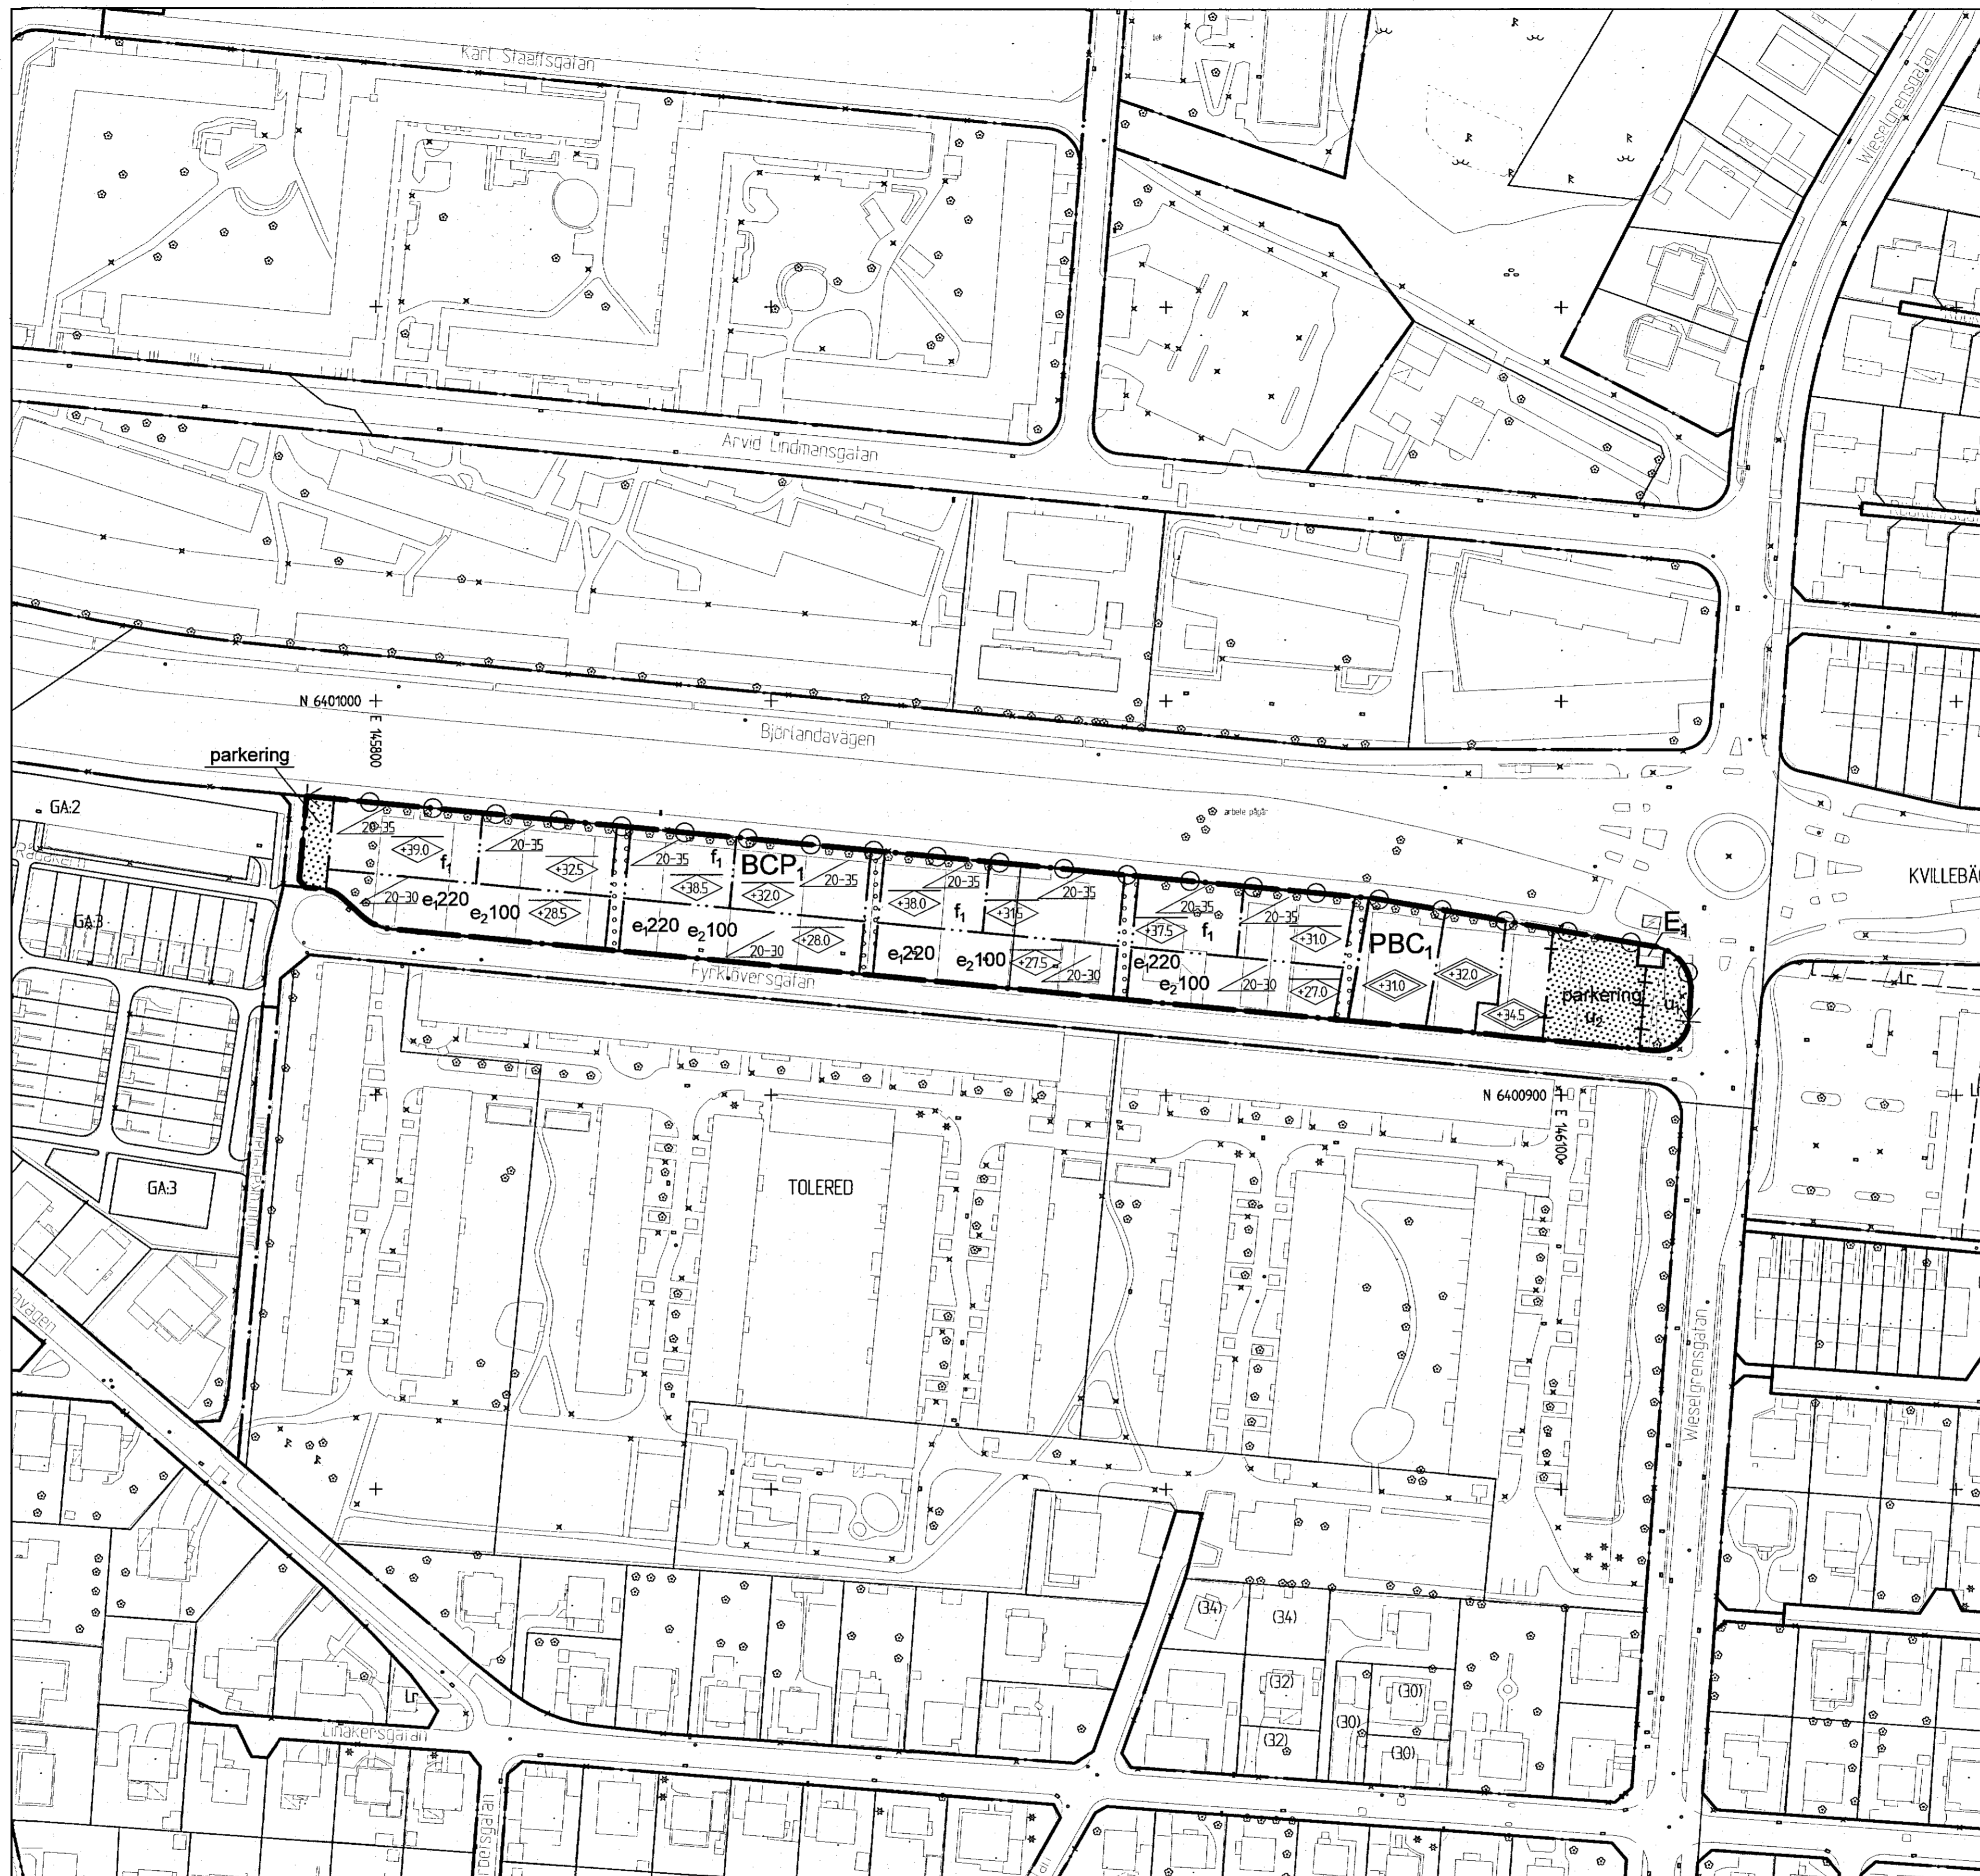 Karl Staaffsgatan
Wieselgrensgatan
Arvid Lindmansgatan
N 6401000
E 145800
Björlandavägen
parkering
GA:2
arbete pågår
20-35
+39.0
f1
20-35
+32.5
20-35
f1
BCP1
+38.5
+32.0
20-35
20-35
+38.0
f1
+31.5
20-35
20-35
+37.5
f1
20-35
+31.0
KVILLEBÄ
GA:3
20-30
e1220
e2100
+28.5
e1220
e2100
20-30
+28.0
e1220
e2100
+27.5
20-30
e1220
e2100
20-30
+27.0
PBC1
+31.0
+32.0
+34.5
E1
parkering
u1
u2
Fyrklöversgatan
N 6400900
E 146100
GA:3
TOLERED
Wieselgrensgatan
(34)
(34)
(32)
(30)
(30)
(32)
(30)
Linåkersgatan